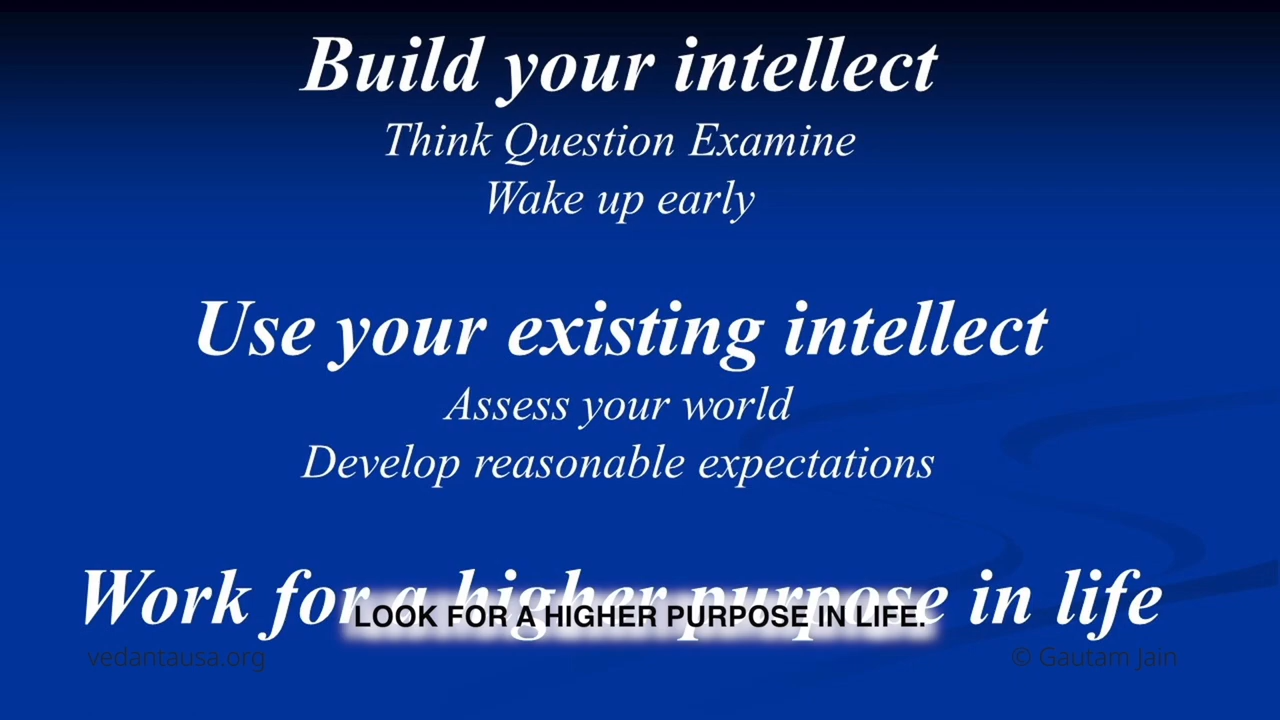 Build your intellect
Think Question Examine
Wake up early
Use your existing intellect
Assess your world
Develop reasonable expectations
Work for a higher purpose in life
LOOK FOR A HIGHER PURPOSE IN LIFE.
vedantausa.org
© Gautam Jain